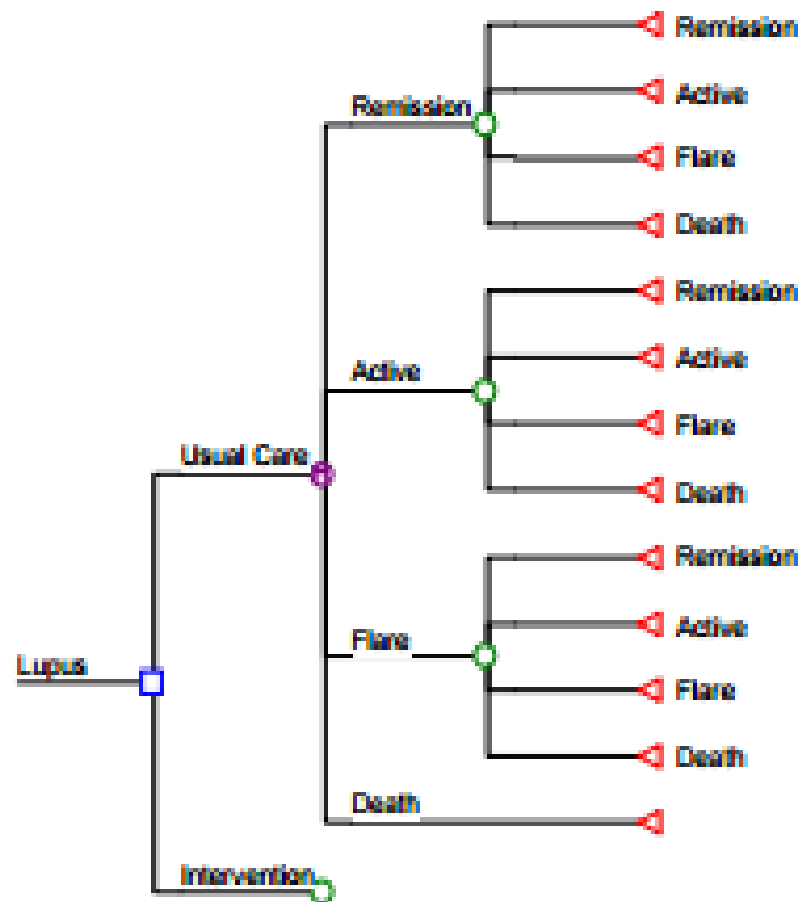 Remission
Active
Remission
Flare
Death
Remission
Active
Active
Flare
Usual Care
Death
Remission
Active
Flare
Lupus
Flare
Death
Death
Intervention